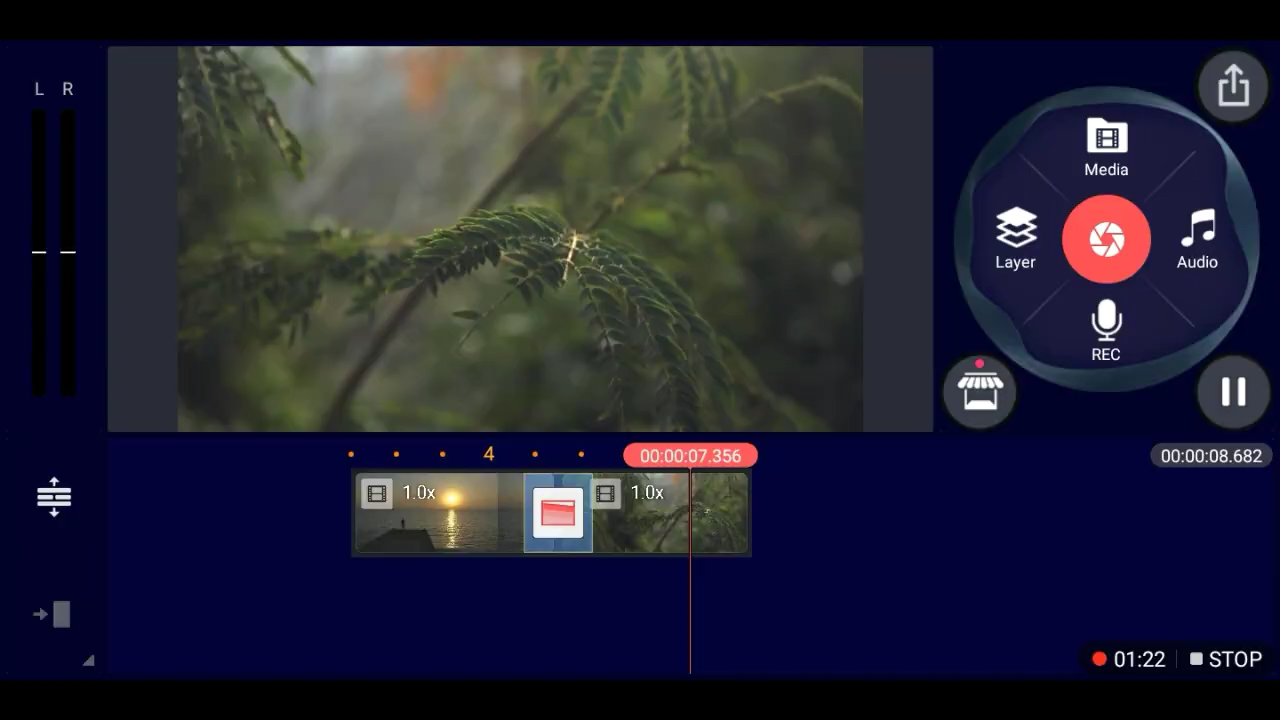 L R
Media
Layer
Audio
REC
4
00:00:07.356
00:00:08.682
1.0x
1.0x
01:22
STOP